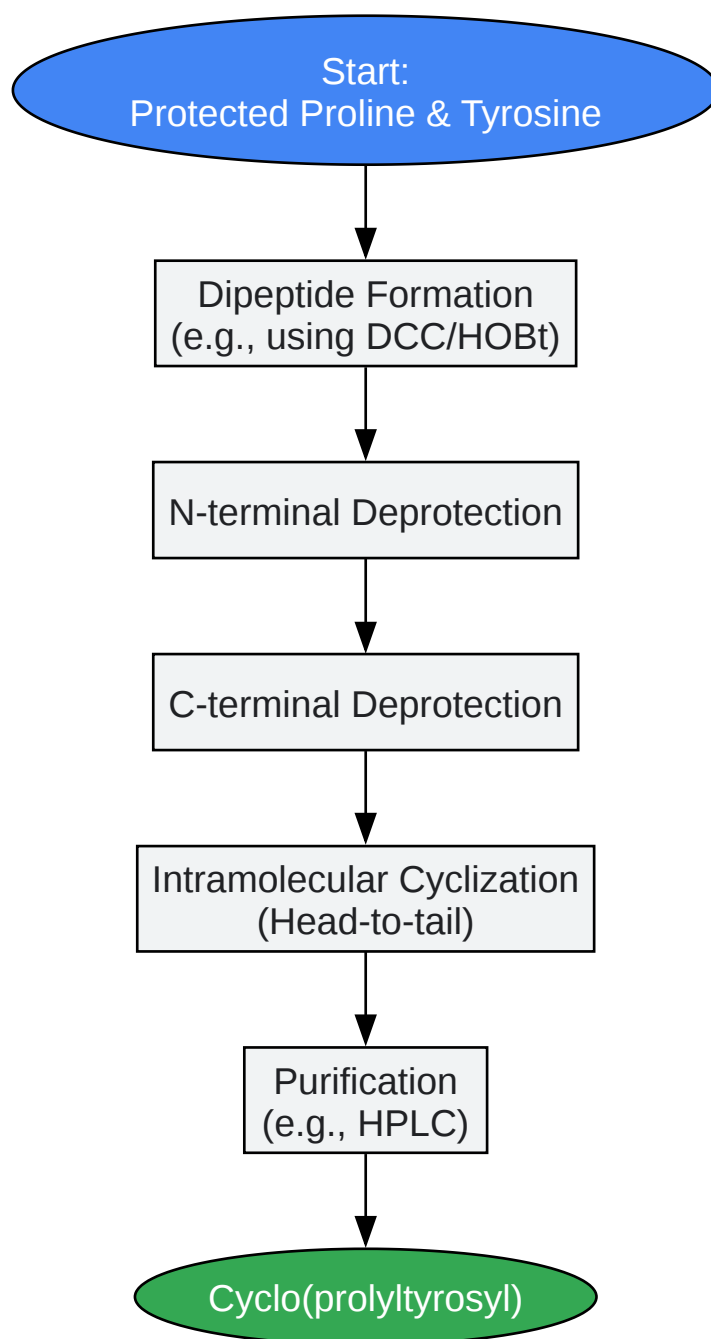 Start:
Protected Proline & Tyrosine
Dipeptide Formation
(e.g., using DCC/HOBt)
N-terminal Deprotection
C-terminal Deprotection
Intramolecular Cyclization
(Head-to-tail)
Purification
(e.g., HPLC)
Cyclo(prolyltyrosyl)